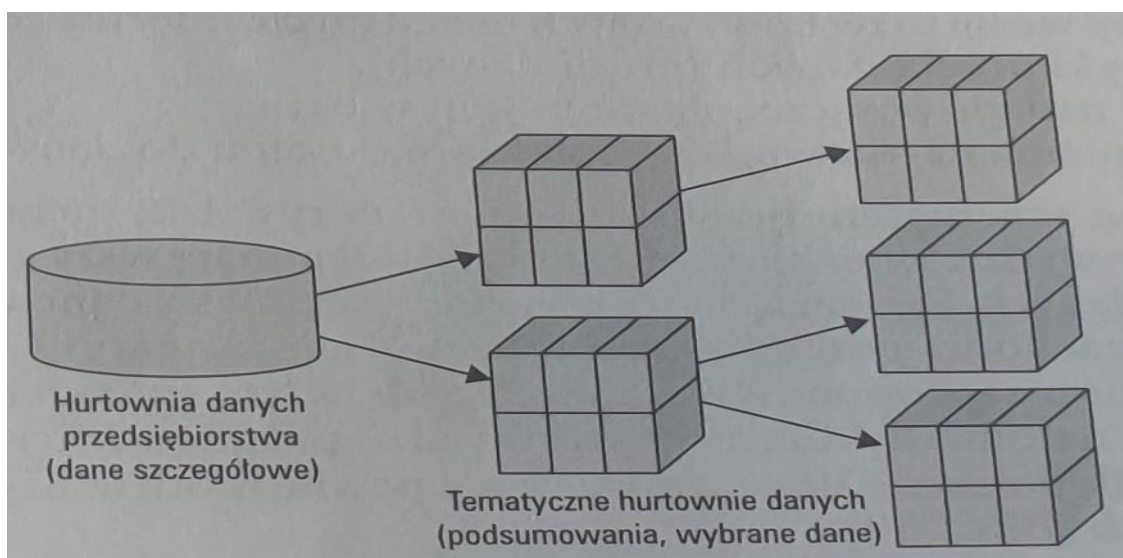 Hurtownia danych
przedsiębiorstwa
(dane szczegółowe)
Tematyczne hurtownie danych
(podsumowania, wybrane dane)